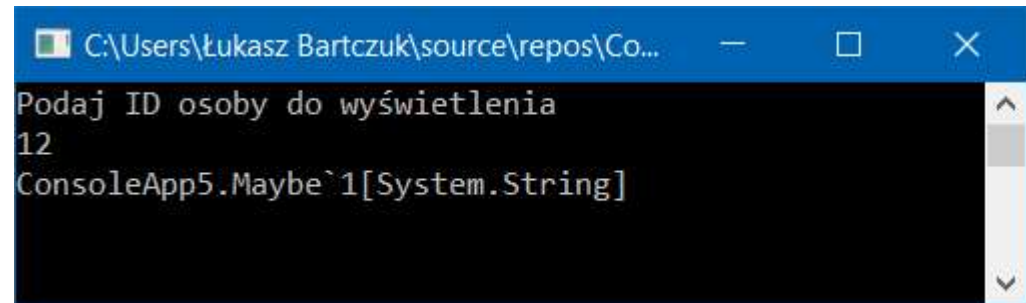 C:\Users\Łukasz Bartczuk\source\repos\Co...
Podaj ID osoby do wyświetlenia
12
ConsoleApp5.Maybe`1[System.String]